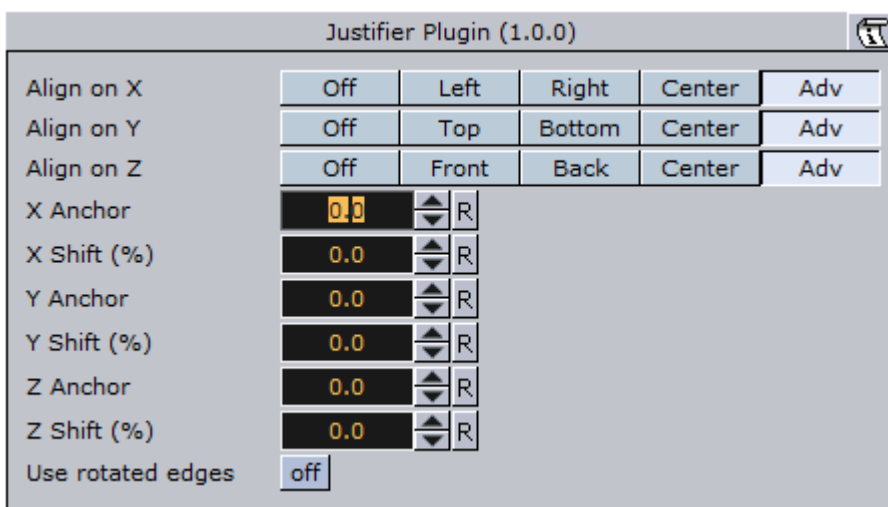 Justifier Plugin (1.0.0)
Align on X Off Left Right Center Adv
Align on Y Off Top Bottom Center Adv
Align on Z Off Front Back Center Adv
X Anchor 0.0 R
X Shift (%) 0.0 R
Y Anchor 0.0 R
Y Shift (%) 0.0 R
Z Anchor 0.0 R
Z Shift (%) 0.0 R
Use rotated edges off